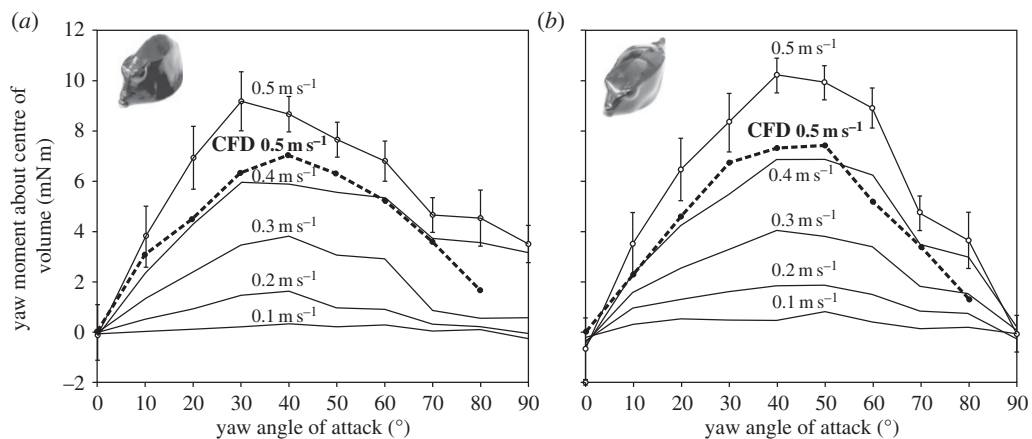 (a)
(b)
yaw moment about centre of
volume (mN m)
12
10
8
6
4
2
0
−2
0.5 m s−1
CFD 0.5 m s−1
0.4 m s−1
0.3 m s−1
0.2 m s−1
0.1 m s−1
0 10 20 30 40 50 60 70 80 90
yaw angle of attack (°)
0.5 m s−1
CFD 0.5 m s−1
0.4 m s−1
0.3 m s−1
0.2 m s−1
0.1 m s−1
0 10 20 30 40 50 60 70 80 90
yaw angle of attack (°)